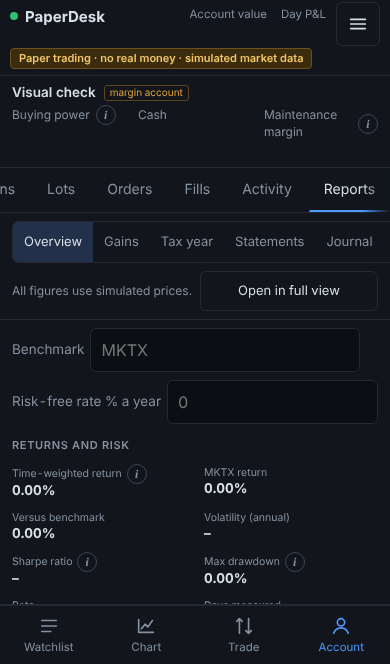 PaperDesk
Account value Day P&L
Paper trading · no real money · simulated market data
Visual check margin account
Buying power i Cash Maintenance margin i
ns Lots Orders Fills Activity Reports
Overview Gains Tax year Statements Journal
All figures use simulated prices. Open in full view
Benchmark MKTX
Risk-free rate % a year 0
RETURNS AND RISK
Time-weighted return i MKTX return
0.00% 0.00%
Versus benchmark Volatility (annual)
0.00% –
Sharpe ratio i Max drawdown i
– 0.00%
Watchlist Chart Trade Account